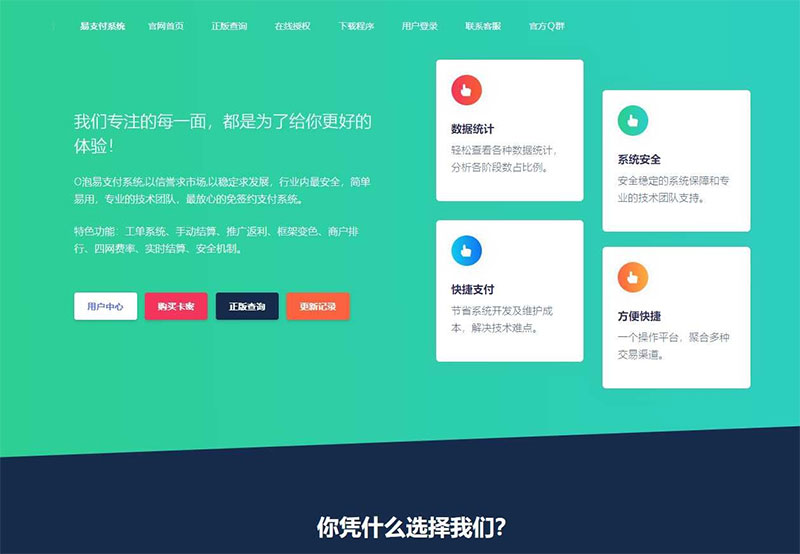 易支付系统 官网首页 正版查询 在线授权 下载程序 用户登录 联系客服 官方Q群
我们专注的每一面，都是为了给你更好的
体验！
O泡易支付系统,以信誉求市场,以稳定求发展，行业内最安全，简单
易用，专业的技术团队，最放心的免签约支付系统。
特色功能：工单系统、手动结算、推广返利、框架变色、商户排
行、四网费率、实时结算、安全机制。
用户中心 购买卡密 正版查询 更新记录
数据统计
轻松查看各种数据统计，
分析各阶段数占比例。
系统安全
安全稳定的系统保障和专
业的技术团队支持。
快捷支付
节省系统开发及维护成
本，解决技术难点。
方便快捷
一个操作平台，聚合多种
交易渠道。
你凭什么选择我们？